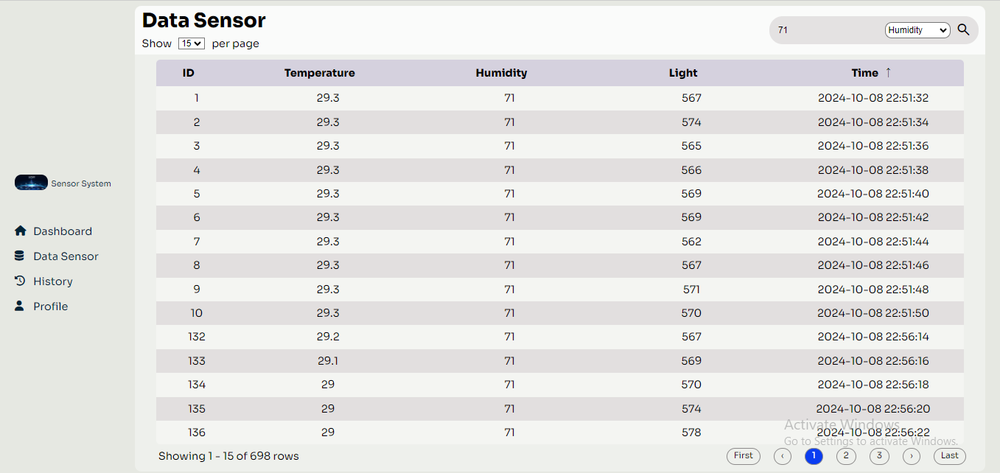 Data Sensor
Show 15 per page
71 Humidity
ID Temperature Humidity Light Time ↑
1 29.3 71 567 2024-10-08 22:51:32
2 29.3 71 574 2024-10-08 22:51:34
3 29.3 71 565 2024-10-08 22:51:36
4 29.3 71 566 2024-10-08 22:51:38
5 29.3 71 569 2024-10-08 22:51:40
6 29.3 71 569 2024-10-08 22:51:42
7 29.3 71 562 2024-10-08 22:51:44
8 29.3 71 567 2024-10-08 22:51:46
9 29.3 71 571 2024-10-08 22:51:48
10 29.3 71 570 2024-10-08 22:51:50
132 29.2 71 567 2024-10-08 22:56:14
133 29.1 71 569 2024-10-08 22:56:16
134 29 71 570 2024-10-08 22:56:18
135 29 71 574 2024-10-08 22:56:20
136 29 71 578 2024-10-08 22:56:22
Showing 1 - 15 of 698 rows
First ‹ 1 2 3 › Last
Sensor System
Dashboard
Data Sensor
History
Profile
Activate Windows
Go to Settings to activate Windows.